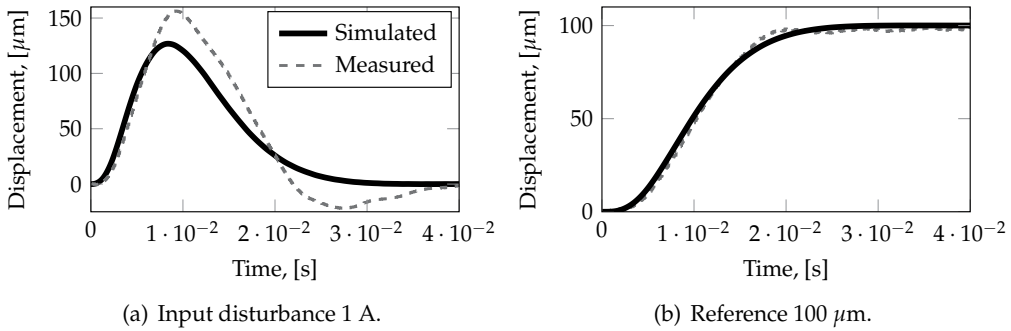 150
100
50
0
Displacement, [µm]
Simulated
Measured
0
1 · 10⁻²
2 · 10⁻²
3 · 10⁻²
4 · 10⁻²
Time, [s]
(a) Input disturbance 1 A.
100
50
0
Displacement, [µm]
0
1 · 10⁻²
2 · 10⁻²
3 · 10⁻²
4 · 10⁻²
Time, [s]
(b) Reference 100 µm.